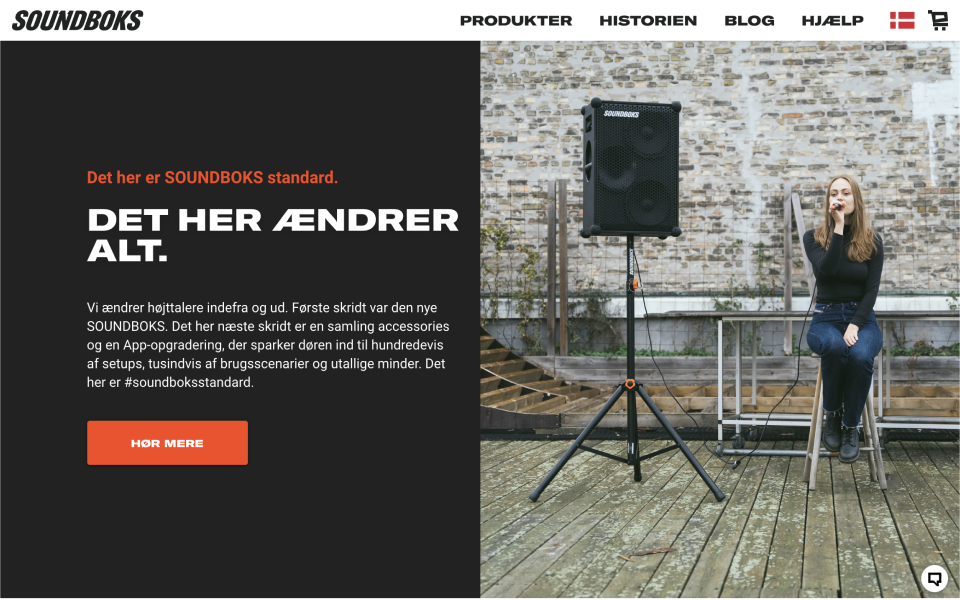 SOUNDBOKS
PRODUKTER HISTORIEN BLOG HJÆLP
Det her er SOUNDBOKS standard.
DET HER ÆNDRER
ALT.
Vi ændrer højttalere indefra og ud. Første skridt var den nye
SOUNDBOKS. Det her næste skridt er en samling accessories
og en App-opgradering, der sparker døren ind til hundredevis
af setups, tusindvis af brugsscenarier og utallige minder. Det
her er #soundboksstandard.
HØR MERE
SOUNDBOKS